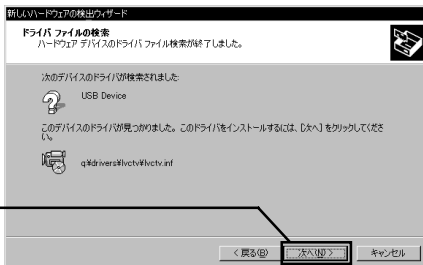 新しいハードウェアの検出ウィザード
ドライバ ファイルの検索
ハードウェア デバイスのドライバ ファイル検索が終了しました。
次のデバイスのドライバが検索されました:
USB Device
このデバイスのドライバが見つかりました。このドライバをインストールするには、[次へ] をクリックしてくださ
い。
q:¥drivers¥lvctv¥lvctv.inf
< 戻る(B)
次へ(N) >
キャンセル